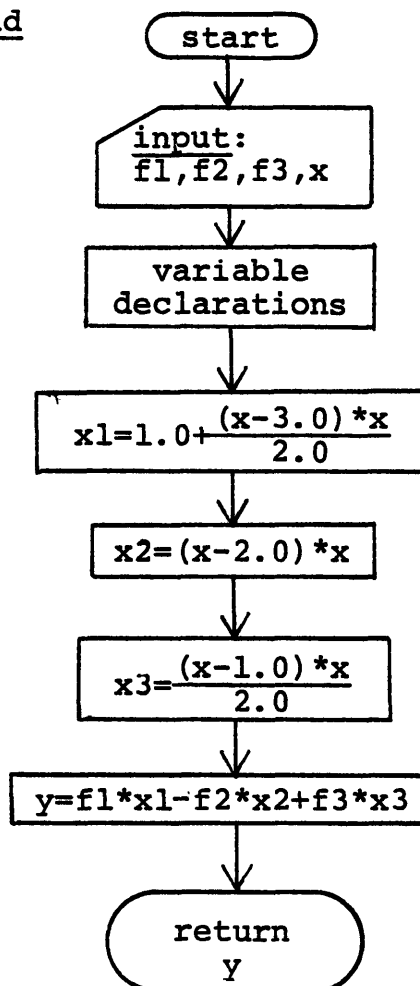 start
input:
f1,f2,f3,x
variable
declarations
x1=1.0+(x-3.0)*x
2.0
x2=(x-2.0)*x
x3=(x-1.0)*x
2.0
y=f1*x1-f2*x2+f3*x3
return
y